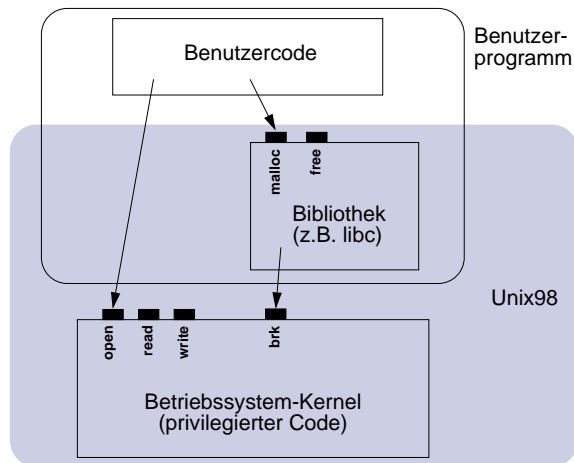 Benutzercode
Benutzer-
programm
malloc
free
Bibliothek
(z.B. libc)
Unix98
open
read
write
brk
Betriebssystem-Kernel
(privilegierter Code)